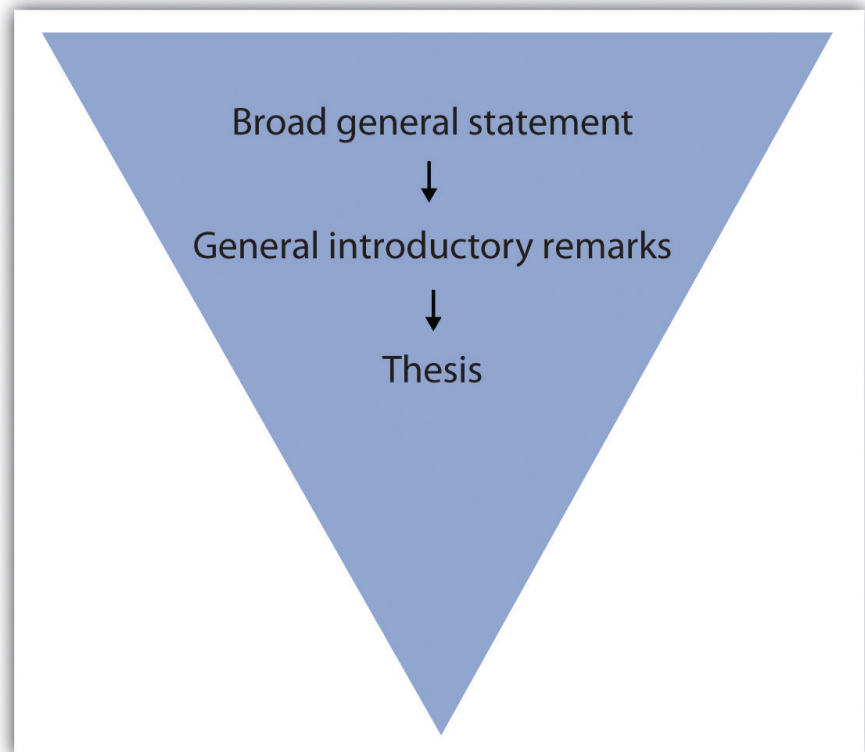 Broad general statement
General introductory remarks
Thesis